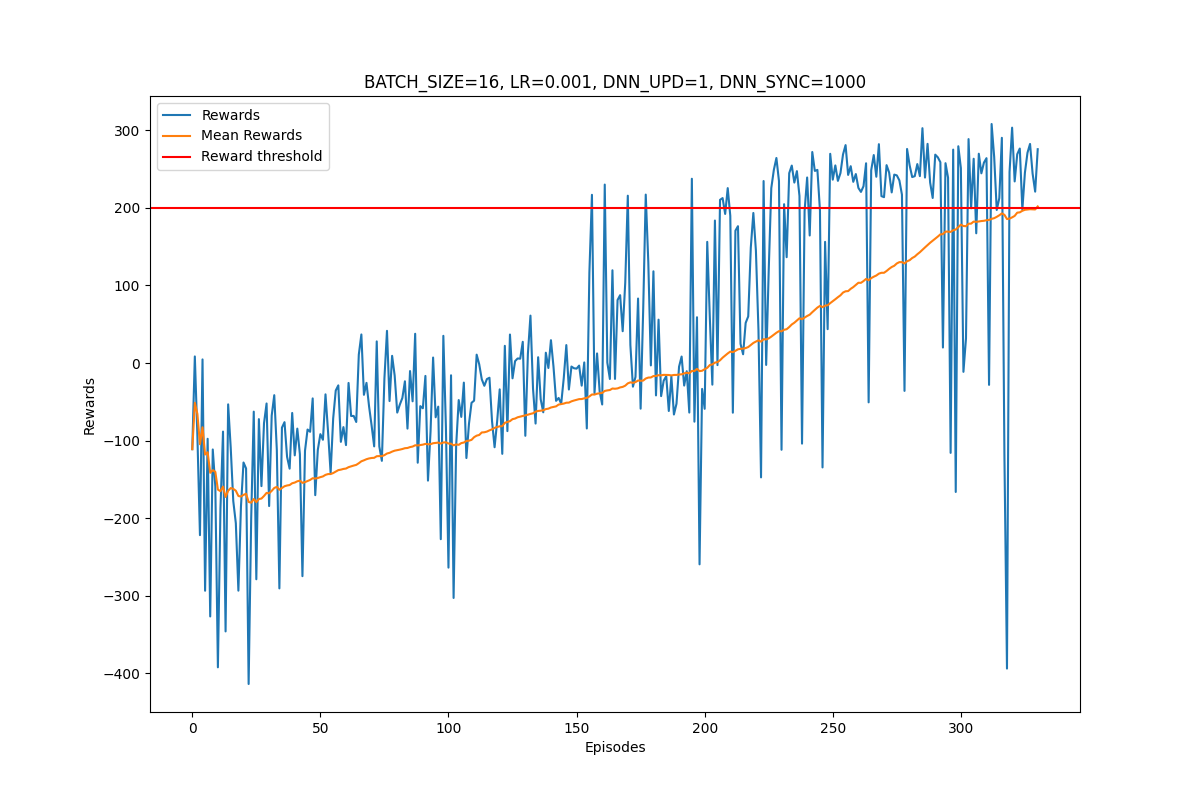 BATCH_SIZE=16, LR=0.001, DNN_UPD=1, DNN_SYNC=1000
Rewards
Mean Rewards
Reward threshold
300
200
100
0
−100
−200
−300
−400
Rewards
0 50 100 150 200 250 300
Episodes